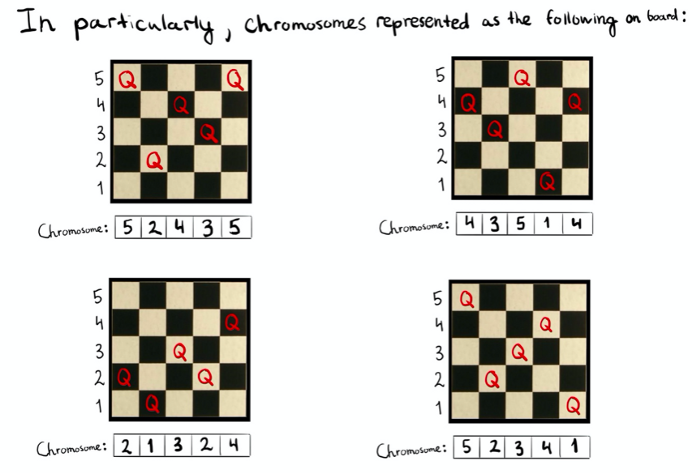 In particularly, chromosomes represented as the following on board:
5 Q Q
4 Q
3 Q
2 Q
1
Chromosome: 5 2 4 3 5
5 Q
4 Q Q
3 Q
2
1 Q
Chromosome: 4 3 5 1 4
5
4 Q
3 Q
2 Q Q
1 Q
Chromosome: 2 1 3 2 4
5 Q
4 Q
3 Q
2 Q
1 Q
Chromosome: 5 2 3 4 1